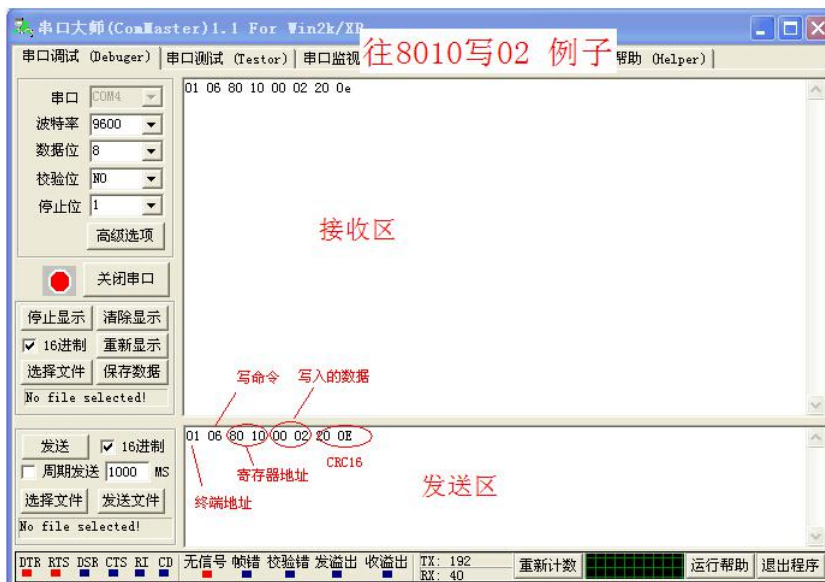 串口大师(ComMaster)1.1 For Win2k/XP
往8010写02 例子
串口调试 (Debuger)
串口测试 (Testor)
串口监视
帮助 (Helper)
串口 COM4
波特率 9600
数据位 8
校验位 NO
停止位 1
高级选项
关闭串口
停止显示 清除显示
16进制 重新显示
选择文件 保存数据
No file selected!
01 06 80 10 00 02 20 0e
接收区
写命令 写入的数据
发送 16进制
周期发送 1000 MS
选择文件 发送文件
No file selected!
01 06 80 10 00 02 20 0E
寄存器地址 CRC16
终端地址
发送区
DTR RTS DSR CTS RI CD
无信号 帧错 校验错 发溢出 收溢出
TX: 192
RX: 40
重新计数
运行帮助
退出程序